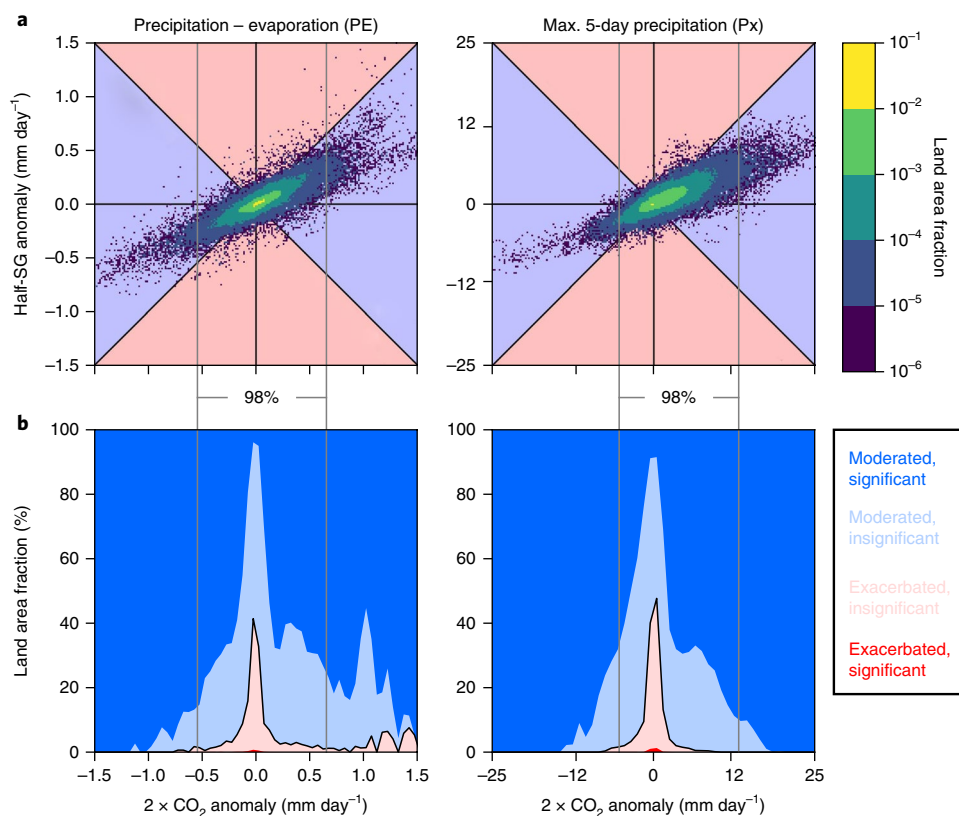 a
Precipitation – evaporation (PE)
Max. 5-day precipitation (Px)
Half-SG anomaly (mm day⁻¹)
1.5
1.0
0.5
0.0
−0.5
−1.0
−1.5
25
12
0
−12
−25
10⁻¹
10⁻²
10⁻³
10⁻⁴
10⁻⁵
10⁻⁶
Land area fraction
98%
98%
b
Land area fraction (%)
100
80
60
40
20
0
−1.5 −1.0 −0.5 0.0 0.5 1.0 1.5
2 × CO₂ anomaly (mm day⁻¹)
−25 −12 0 12 25
2 × CO₂ anomaly (mm day⁻¹)
Moderated,
significant
Moderated,
insignificant
Exacerbated,
insignificant
Exacerbated,
significant